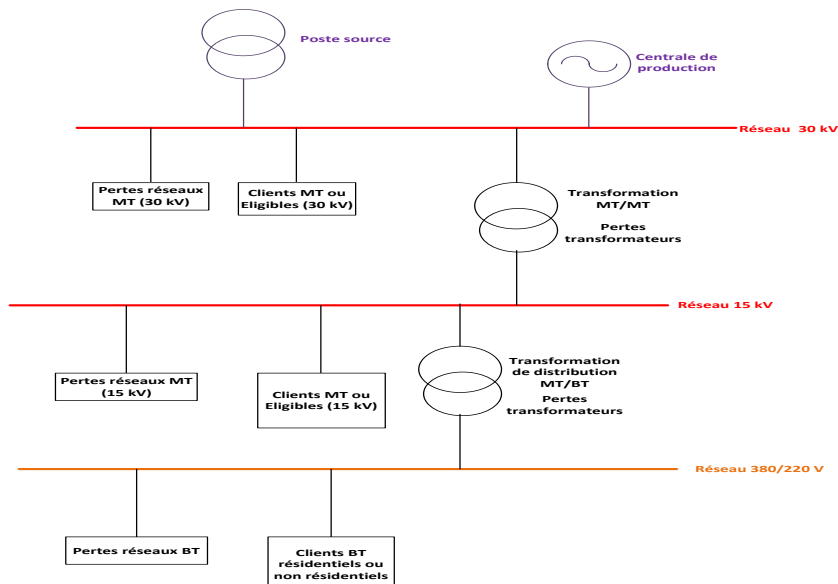 Poste source
Centrale de
production
Réseau 30 kV
Pertes réseaux
MT (30 kV)
Clients MT ou
Eligibles (30 kV)
Transformation
MT/MT
Pertes
transformateurs
Réseau 15 kV
Pertes réseaux MT
(15 kV)
Clients MT ou
Eligibles (15 kV)
Transformation
de distribution
MT/BT
Pertes
transformateurs
Réseau 380/220 V
Pertes réseaux BT
Clients BT
résidentiels ou
non résidentiels